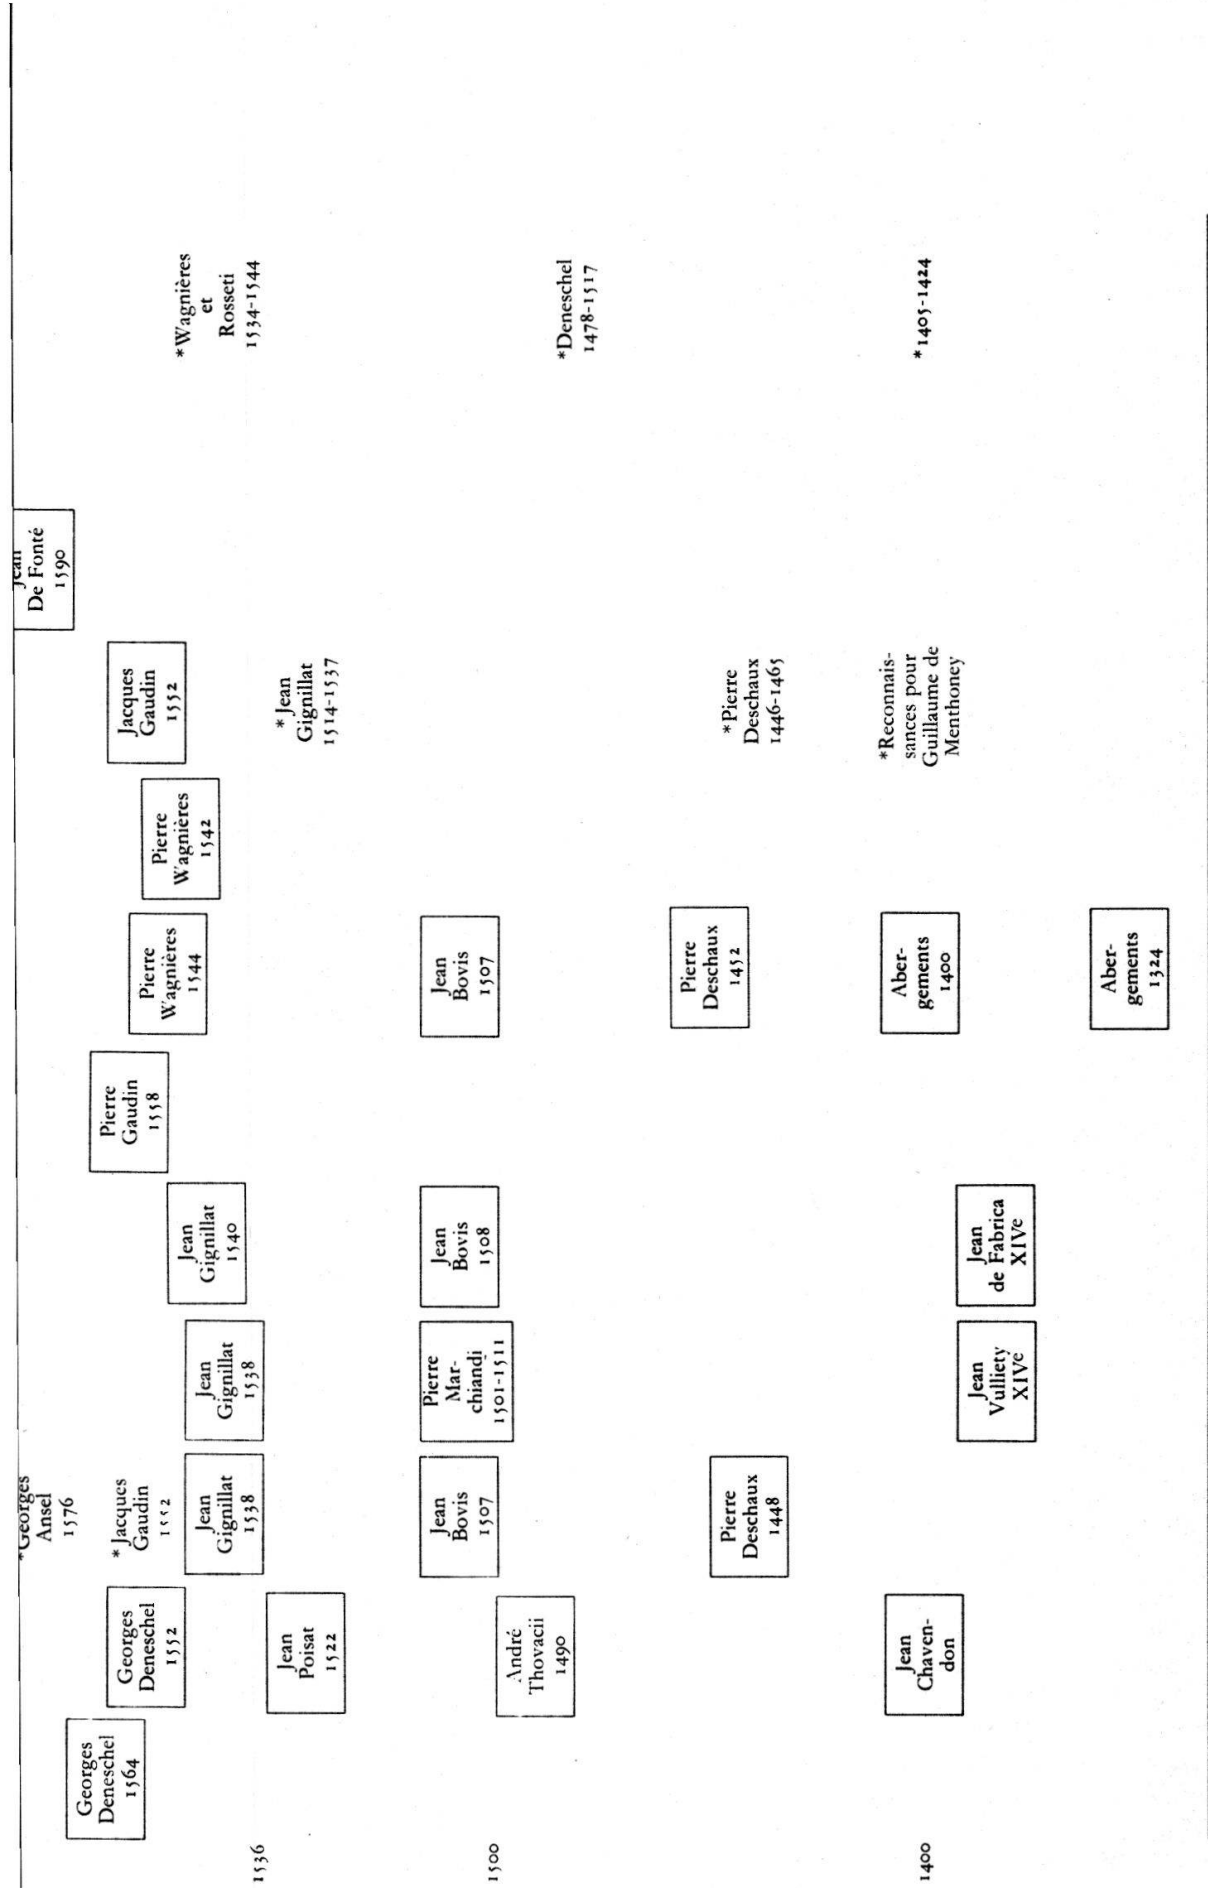 *Georges
Ansel
1576
Jean
De Fonté
1590
Georges
Deneschel
1564
Georges
Deneschel
1552
*Jacques
Gaudin
1552
Pierre
Gaudin
1558
Jacques
Gaudin
1552
1536
Jean
Gignillat
1538
Jean
Gignillat
1538
Jean
Gignillat
1540
Pierre
Wagnières
1544
Pierre
Wagnières
1542
*Wagnières
et
Rosseti
1534-1544
Jean
Poisat
1522
*Jean
Gignillat
1514-1537
1500
André
Thovacii
1490
Jean
Bovis
1507
Pierre
Mar-
chiandi
1501-1511
Jean
Bovis
1508
Jean
Bovis
1507
*Deneschel
1478-1517
Pierre
Deschaux
1448
Pierre
Deschaux
1452
*Pierre
Deschaux
1446-1465
1400
Jean
Chaven-
don
Aber-
gements
1400
*Reconnais-
sances pour
Guillaume de
Menthoney
*1405-1424
Jean
Vulliety
XIVe
Jean
de Fabrica
XIVe
Aber-
gements
1324